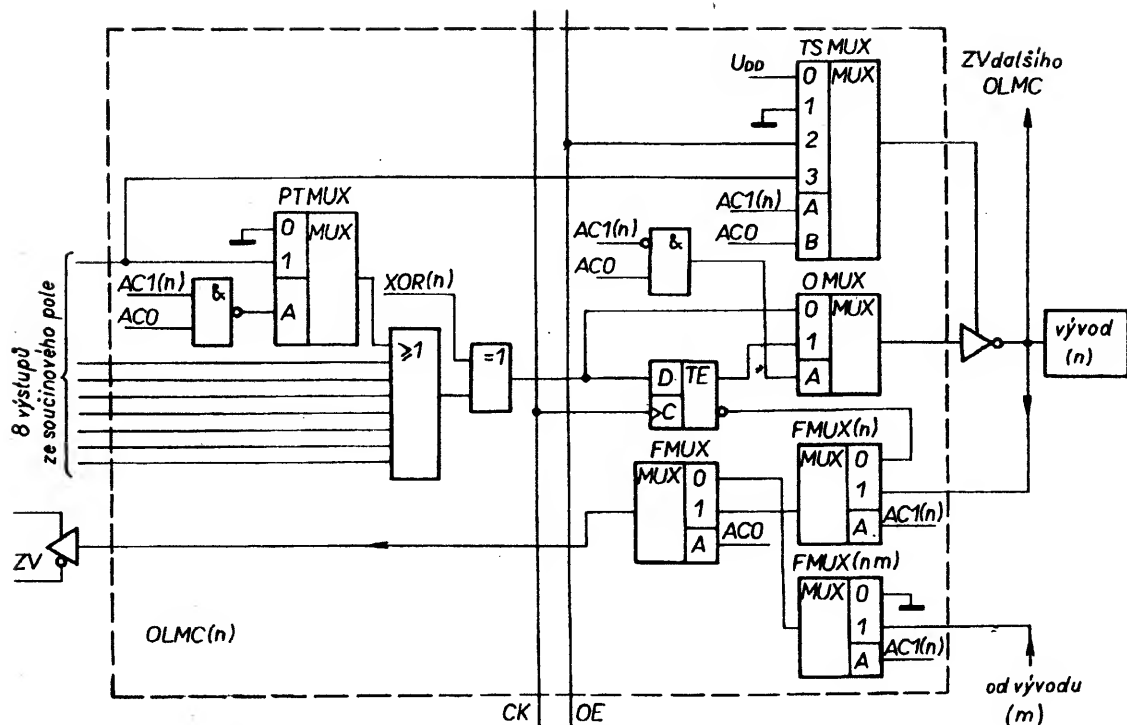 TS MUX
U_DD
0
MUX
1
2
3
A
B
AC1(n)
AC0
ZV dalšího
OLMC
PT MUX
0
MUX
1
A
AC1(n)
AC0
&
8 výstupů
ze součinového pole
XOR(n)
≥1
=1
AC1(n)
AC0
&
O MUX
0
MUX
1
A
vývod
(n)
D
TE
C
FMUX
MUX
0
1
A
AC0
FMUX(n)
MUX
0
1
A
AC1(n)
FMUX(nm)
MUX
0
1
A
AC1(n)
ZV
OLMC(n)
CK
OE
od vývodu
(m)